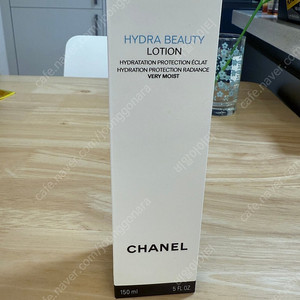 HYDRA BEAUTY
LOTION
HYDRATATION PROTECTION ÉCLAT
HYDRATION PROTECTION RADIANCE
VERY MOIST
CHANEL
150 ml
5 FL. OZ